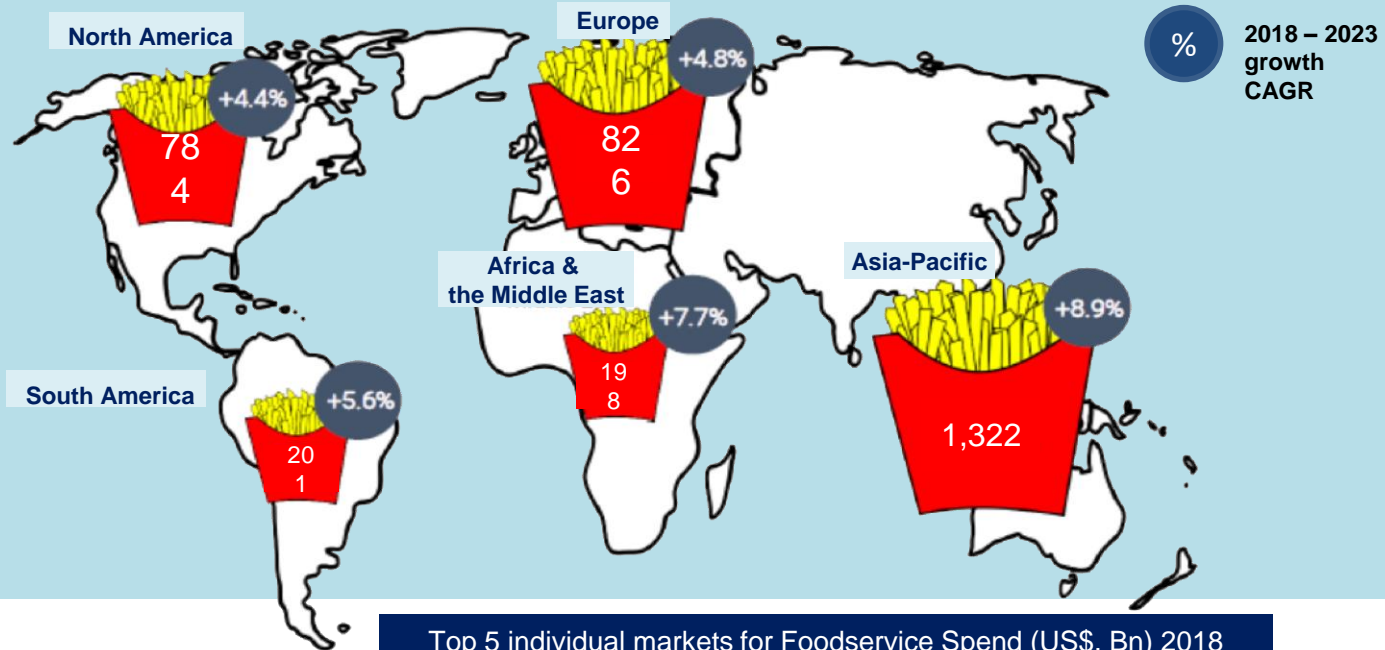 North America
+4.4%
78
4
Europe
+4.8%
82
6
%
2018 – 2023
growth
CAGR
Africa &
the Middle East
+7.7%
19
8
Asia-Pacific
+8.9%
1,322
South America
+5.6%
20
1
Top 5 individual markets for Foodservice Spend (US$, Bn) 2018